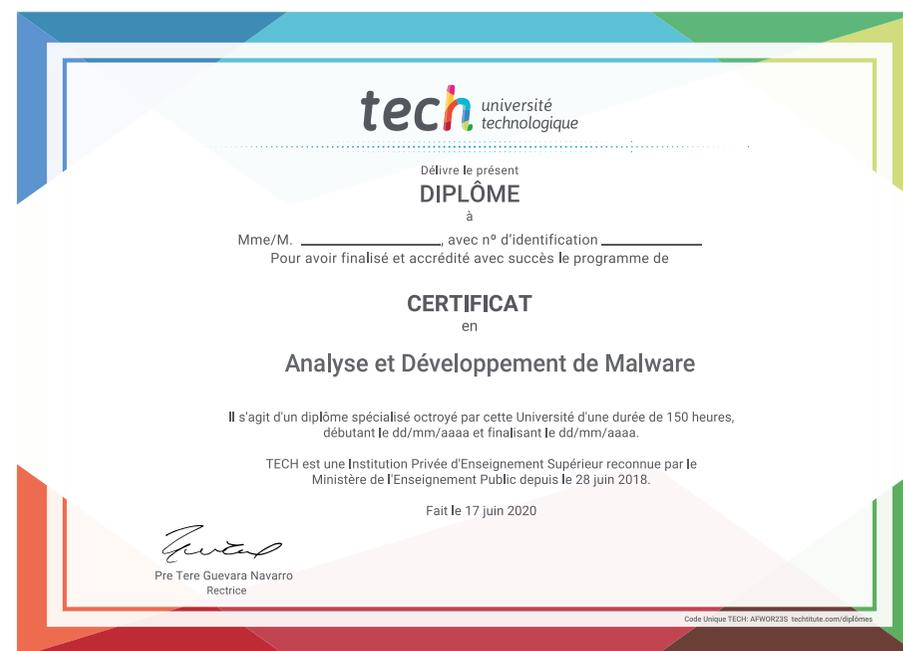 tech université
technologique
Délivre le présent
DIPLÔME
à
Mme/M. ____________________, avec nº d'identification ______________
Pour avoir finalisé et accrédité avec succès le programme de
CERTIFICAT
en
Analyse et Développement de Malware
Il s'agit d'un diplôme spécialisé octroyé par cette Université d'une durée de 150 heures,
débutant le dd/mm/aaaa et finalisant le dd/mm/aaaa.
TECH est une Institution Privée d'Enseignement Supérieur reconnue par le
Ministère de l'Enseignement Public depuis le 28 juin 2018.
Fait le 17 juin 2020
Pre Tere Guevara Navarro
Rectrice
Code Unique TECH: AFWOR23S techtitute.com/diplômes